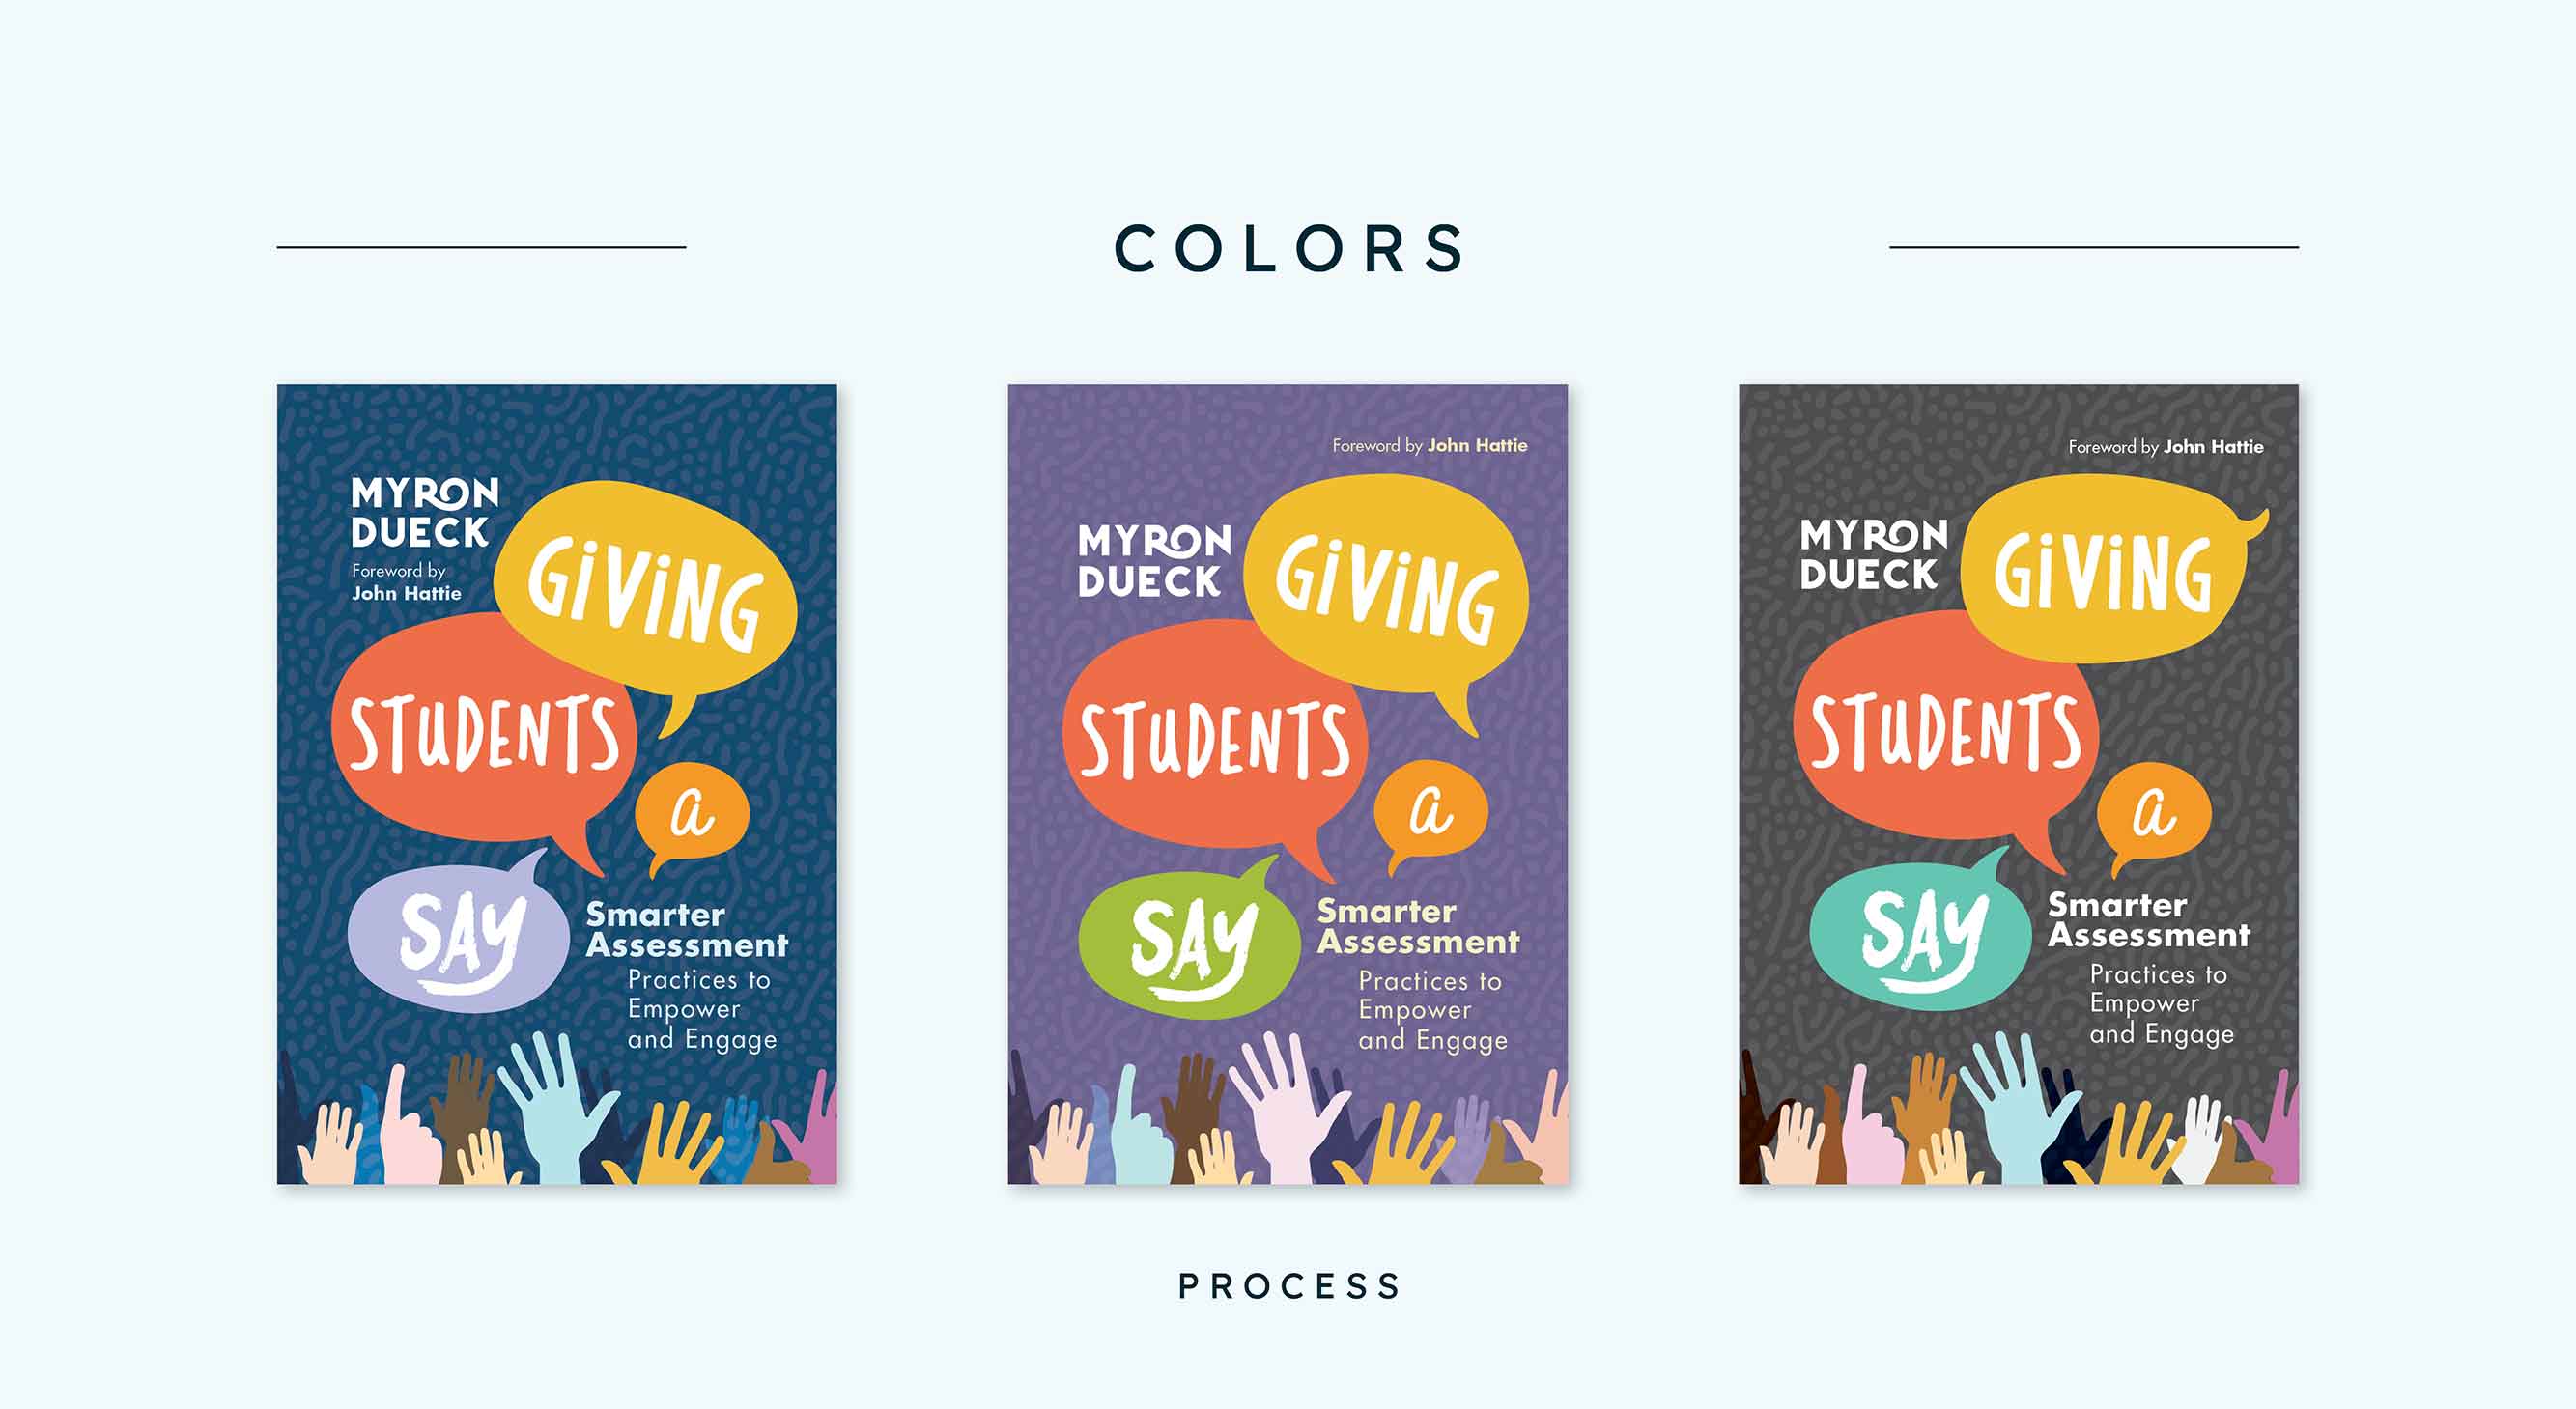 COLORS
MYRON
DUECK
Foreword by
John Hattie
GiViNG
STUDENTS
a
SAY
Smarter
Assessment
Practices to
Empower
and Engage
Foreword by John Hattie
MYRON
DUECK
GiViNG
STUDENTS
a
SAY
Smarter
Assessment
Practices to
Empower
and Engage
Foreword by John Hattie
MYRON
DUECK
GiViNG
STUDENTS
a
SAY
Smarter
Assessment
Practices to
Empower
and Engage
PROCESS